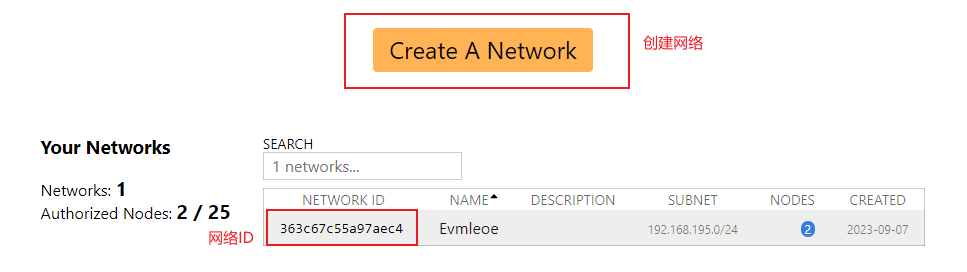 Create A Network
创建网络
Your Networks
Networks: 1
Authorized Nodes: 2 / 25
网络ID
SEARCH
1 networks...
NETWORK ID NAME DESCRIPTION SUBNET NODES CREATED
363c67c55a97aec4 Evmleoe 192.168.195.0/24 2 2023-09-07